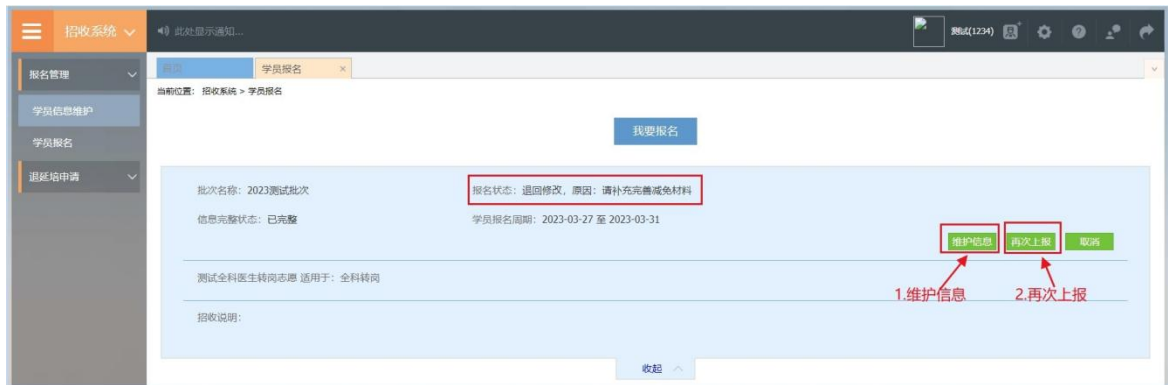 招收系统
此处显示通知...
测试(1234)
报名管理
学员信息维护
学员报名
退延培申请
首页
学员报名
当前位置：招收系统 > 学员报名
我要报名
批次名称：2023测试批次
报名状态：退回修改，原因：请补充完善减免材料
信息完整状态：已完整
学员报名周期：2023-03-27 至 2023-03-31
维护信息
再次上报
取消
测试全科医生转岗志愿 适用于：全科转岗
1.维护信息
2.再次上报
招收说明：
收起